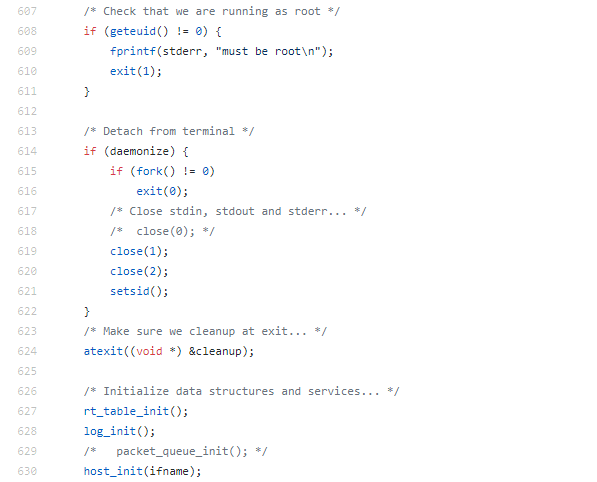 607 /* Check that we are running as root */
608 if (geteuid() != 0) {
609 fprintf(stderr, "must be root\n");
610 exit(1);
611 }
612
613 /* Detach from terminal */
614 if (daemonize) {
615 if (fork() != 0)
616 exit(0);
617 /* Close stdin, stdout and stderr... */
618 /*  close(0); */
619 close(1);
620 close(2);
621 setsid();
622 }
623 /* Make sure we cleanup at exit... */
624 atexit((void *) &cleanup);
625
626 /* Initialize data structures and services... */
627 rt_table_init();
628 log_init();
629 /*   packet_queue_init(); */
630 host_init(ifname);